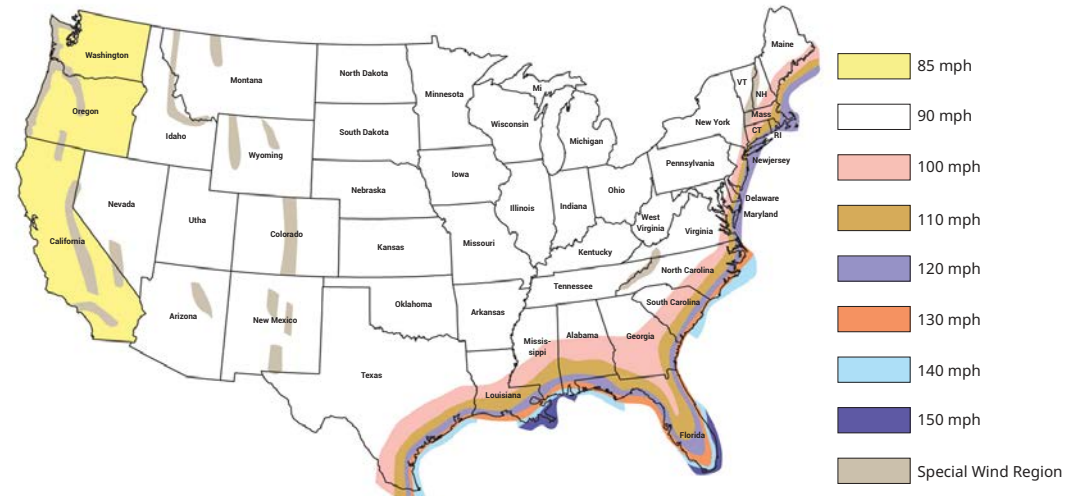 Washington
Oregon
California
Nevada
Idaho
Montana
Wyoming
Utha
Colorado
Arizona
New Mexico
North Dakota
South Dakota
Nebraska
Kansas
Oklahoma
Texas
Minnesota
Iowa
Missouri
Arkansas
Louisiana
Wisconsin
Illinois
Mi
MI
Michigan
Indiana
Ohio
Kentucky
Tennessee
Missis-
sippi
Alabama
Georgia
Florida
South Carolina
North Carolina
Virginia
West
Virginia
Pennsylvania
New York
VT
NH
Maine
Mass
CT
RI
Newjersey
Delaware
Maryland
85 mph
90 mph
100 mph
110 mph
120 mph
130 mph
140 mph
150 mph
Special Wind Region